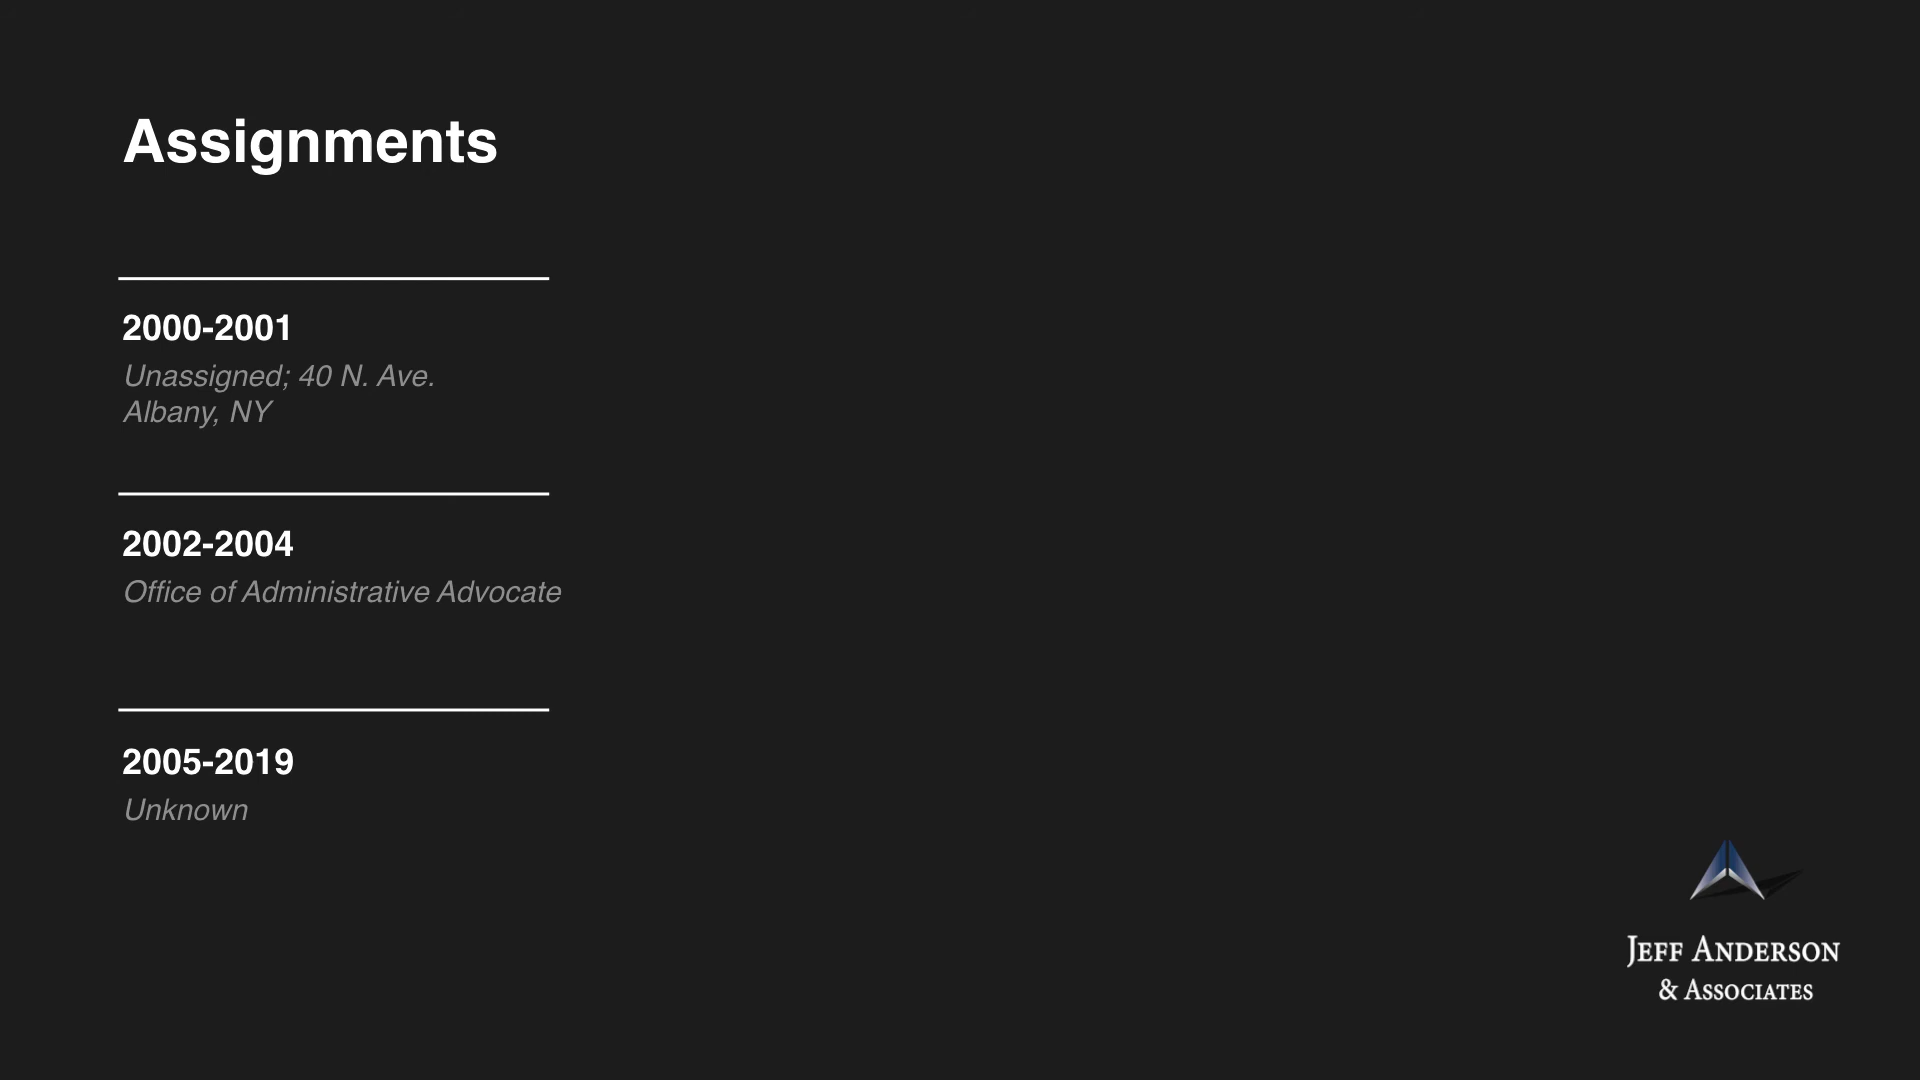 Assignments
2000-2001
Unassigned; 40 N. Ave.
Albany, NY
2002-2004
Office of Administrative Advocate
2005-2019
Unknown
JEFF ANDERSON
& ASSOCIATES